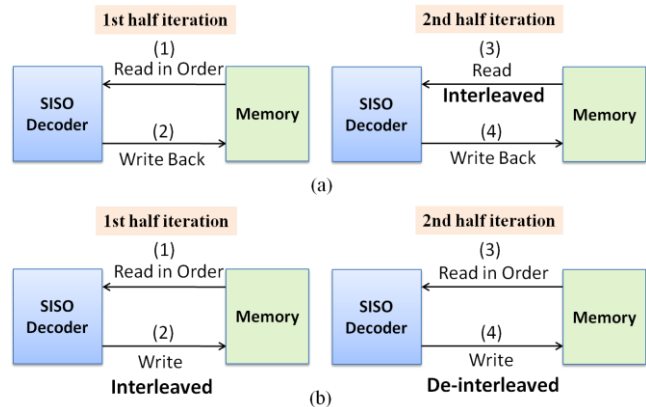 1st half iteration
(1)
Read in Order
SISO
Decoder
Memory
(2)
Write Back
2nd half iteration
(3)
Read
Interleaved
SISO
Decoder
Memory
(4)
Write Back
(a)
1st half iteration
(1)
Read in Order
SISO
Decoder
Memory
(2)
Write
Interleaved
2nd half iteration
(3)
Read in Order
SISO
Decoder
Memory
(4)
Write
De-interleaved
(b)